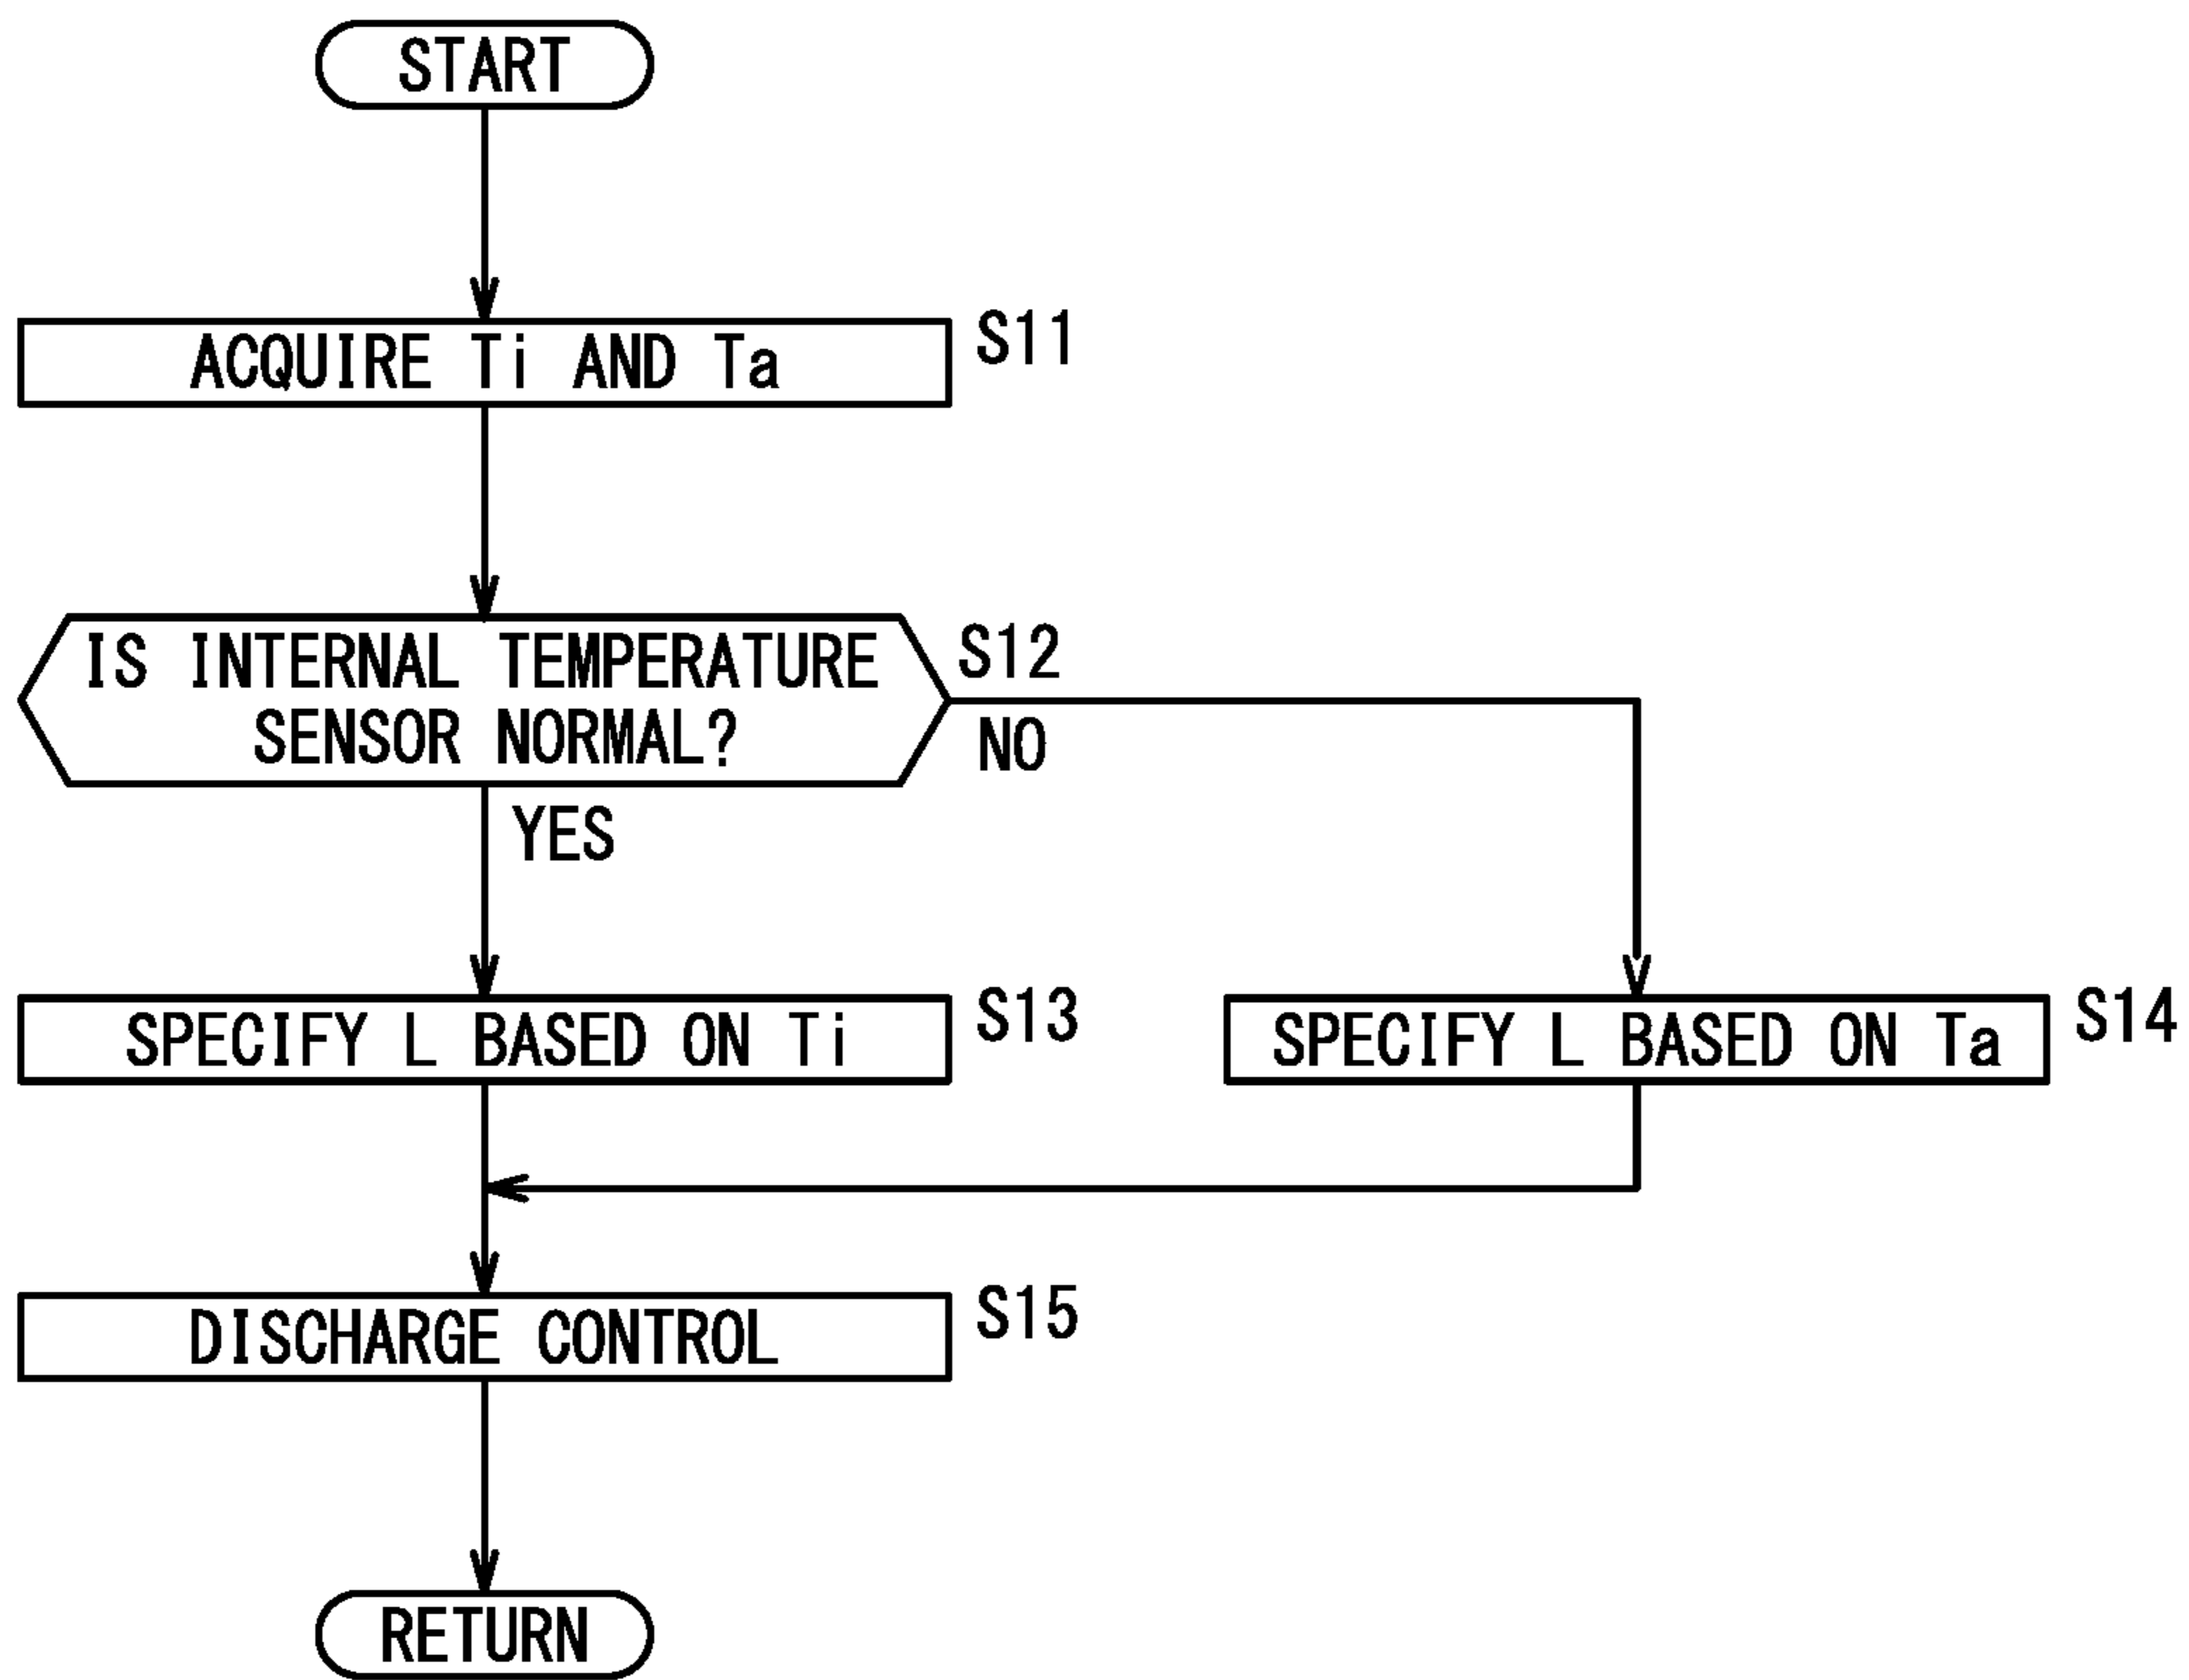 START
ACQUIRE Ti AND Ta
S11
IS INTERNAL TEMPERATURE
SENSOR NORMAL?
S12
NO
YES
SPECIFY L BASED ON Ti
S13
SPECIFY L BASED ON Ta
S14
DISCHARGE CONTROL
S15
RETURN